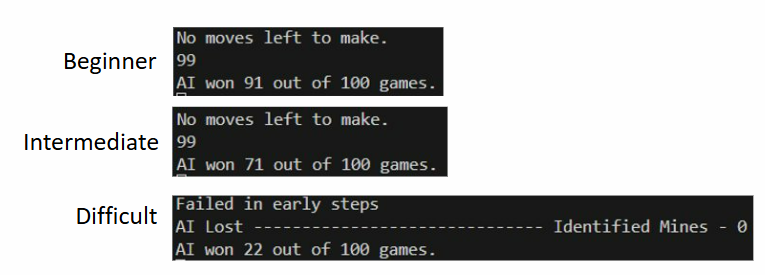 Beginner
No moves left to make.
99
AI won 91 out of 100 games.
Intermediate
No moves left to make.
99
AI won 71 out of 100 games.
Difficult
Failed in early steps
AI Lost ------------------------------ Identified Mines - 0
AI won 22 out of 100 games.